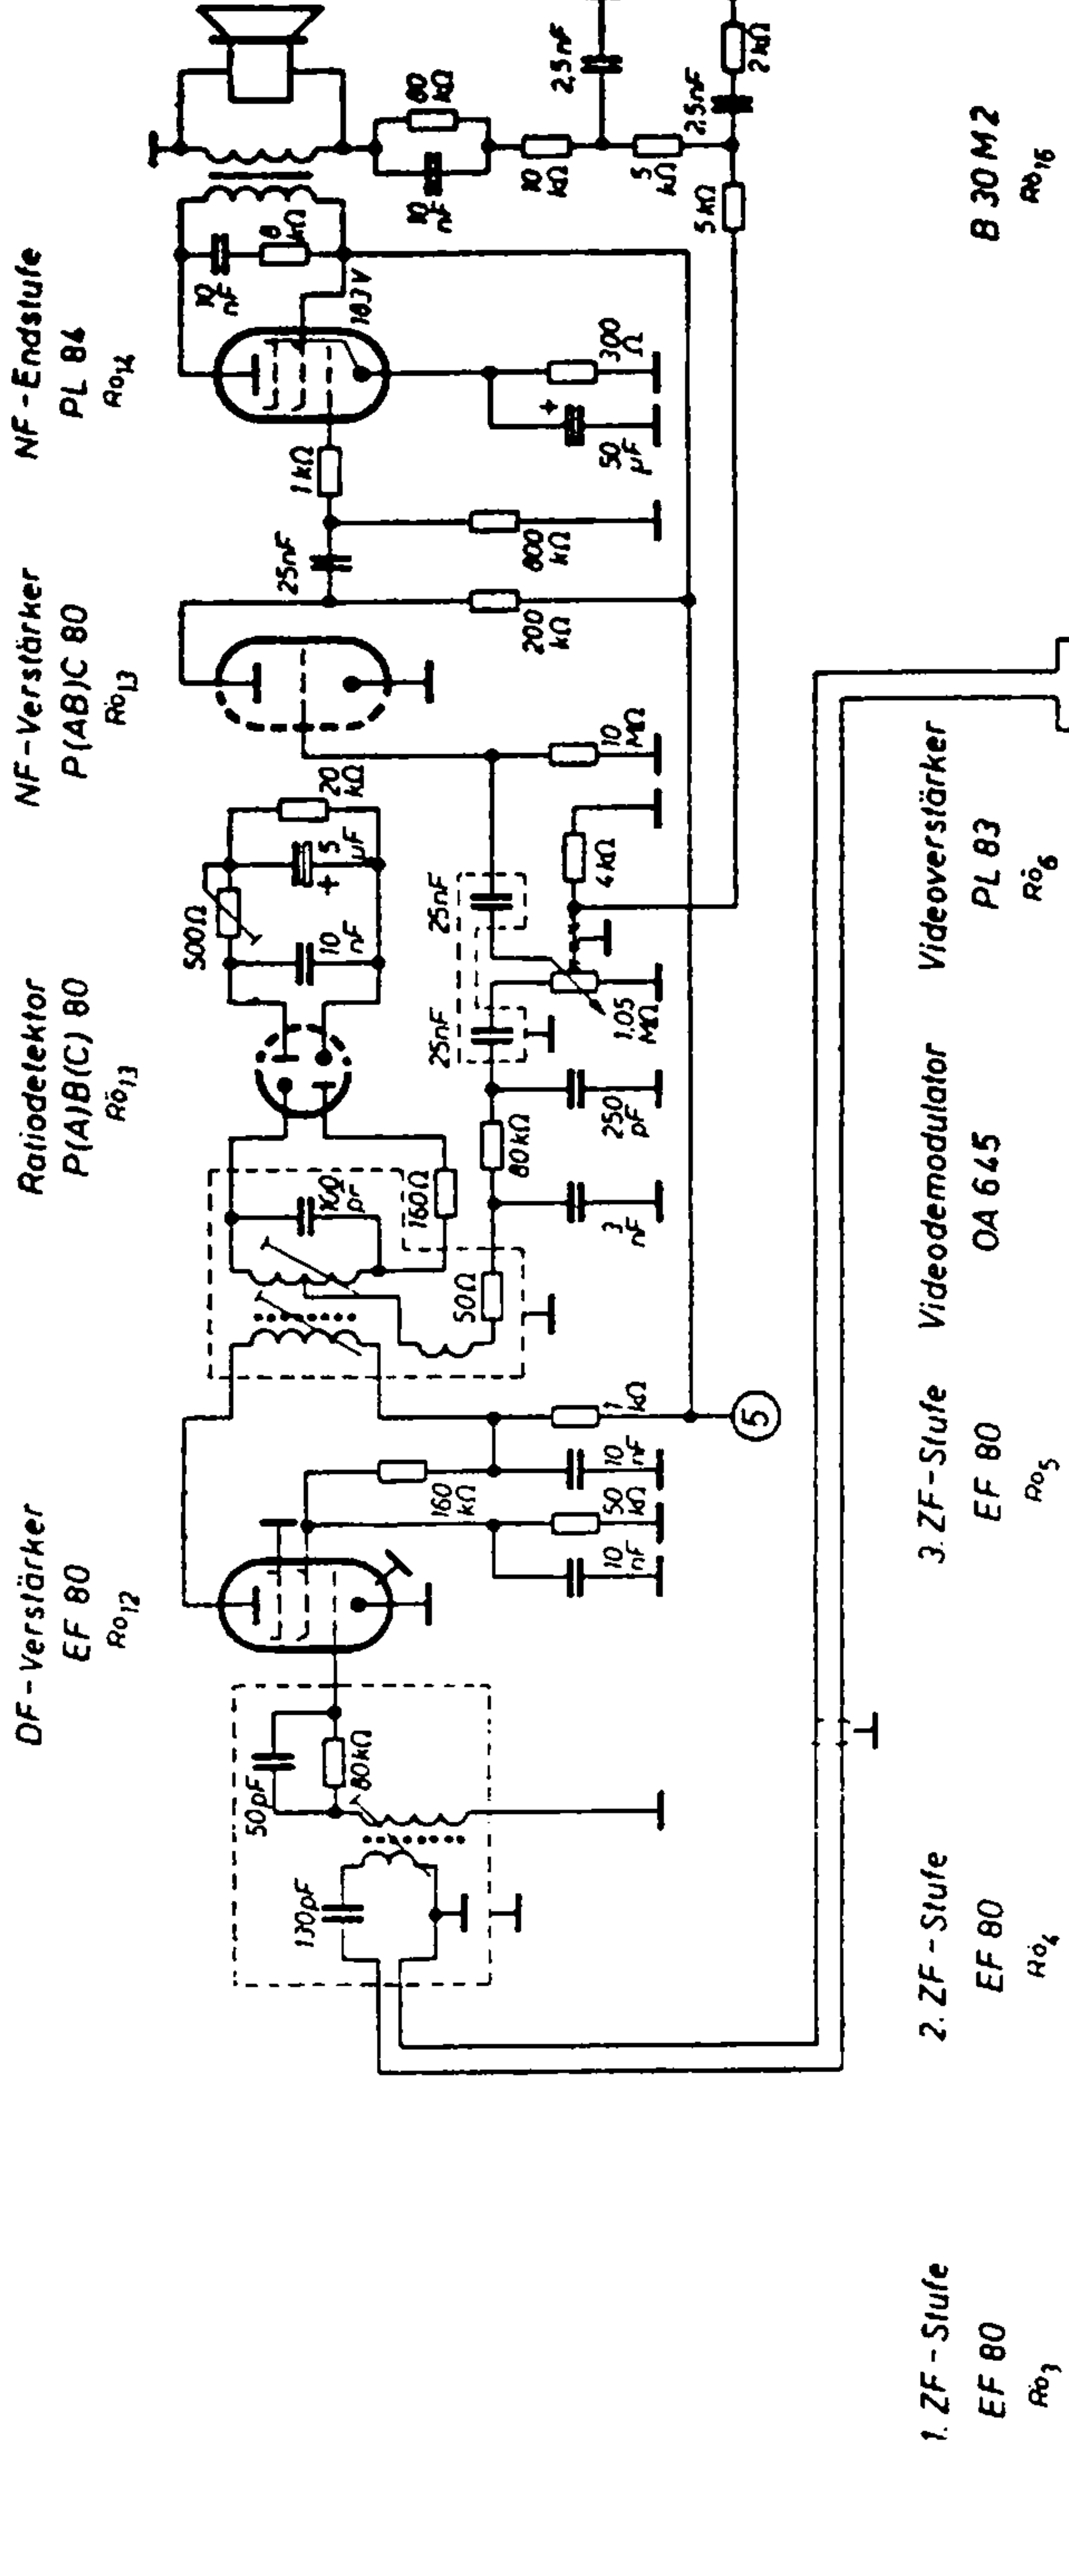 DF-Verstärker
EF 80
Rö12
Ratiodetektor
P(A)B(C) 80
Rö13
NF-Verstärker
P(AB)C 80
Rö13
NF-Endstufe
PL 84
Rö14
130pF
50pF
80kΩ
10
nF
50
kΩ
10
nF
1
kΩ
160
kΩ
5
50Ω
160Ω
160
pF
3
nF
80kΩ
250
pF
25nF
25nF
1.05
MΩ
4kΩ
10
MΩ
500Ω
10
nF
5
µF
+
20
kΩ
200
kΩ
25nF
800
kΩ
1kΩ
50
µF
+
300
Ω
183V
10
nF
8
kΩ
10
nF
80
kΩ
10
kΩ
5
kΩ
5kΩ
2,5nF
2,5nF
2kΩ
1. ZF-Stufe
EF 80
Rö3
2. ZF-Stufe
EF 80
Rö4
3. ZF-Stufe
EF 80
Rö5
Videodemodulator
OA 645
Videoverstärker
PL 83
Rö6
B 30 M 2
Rö16